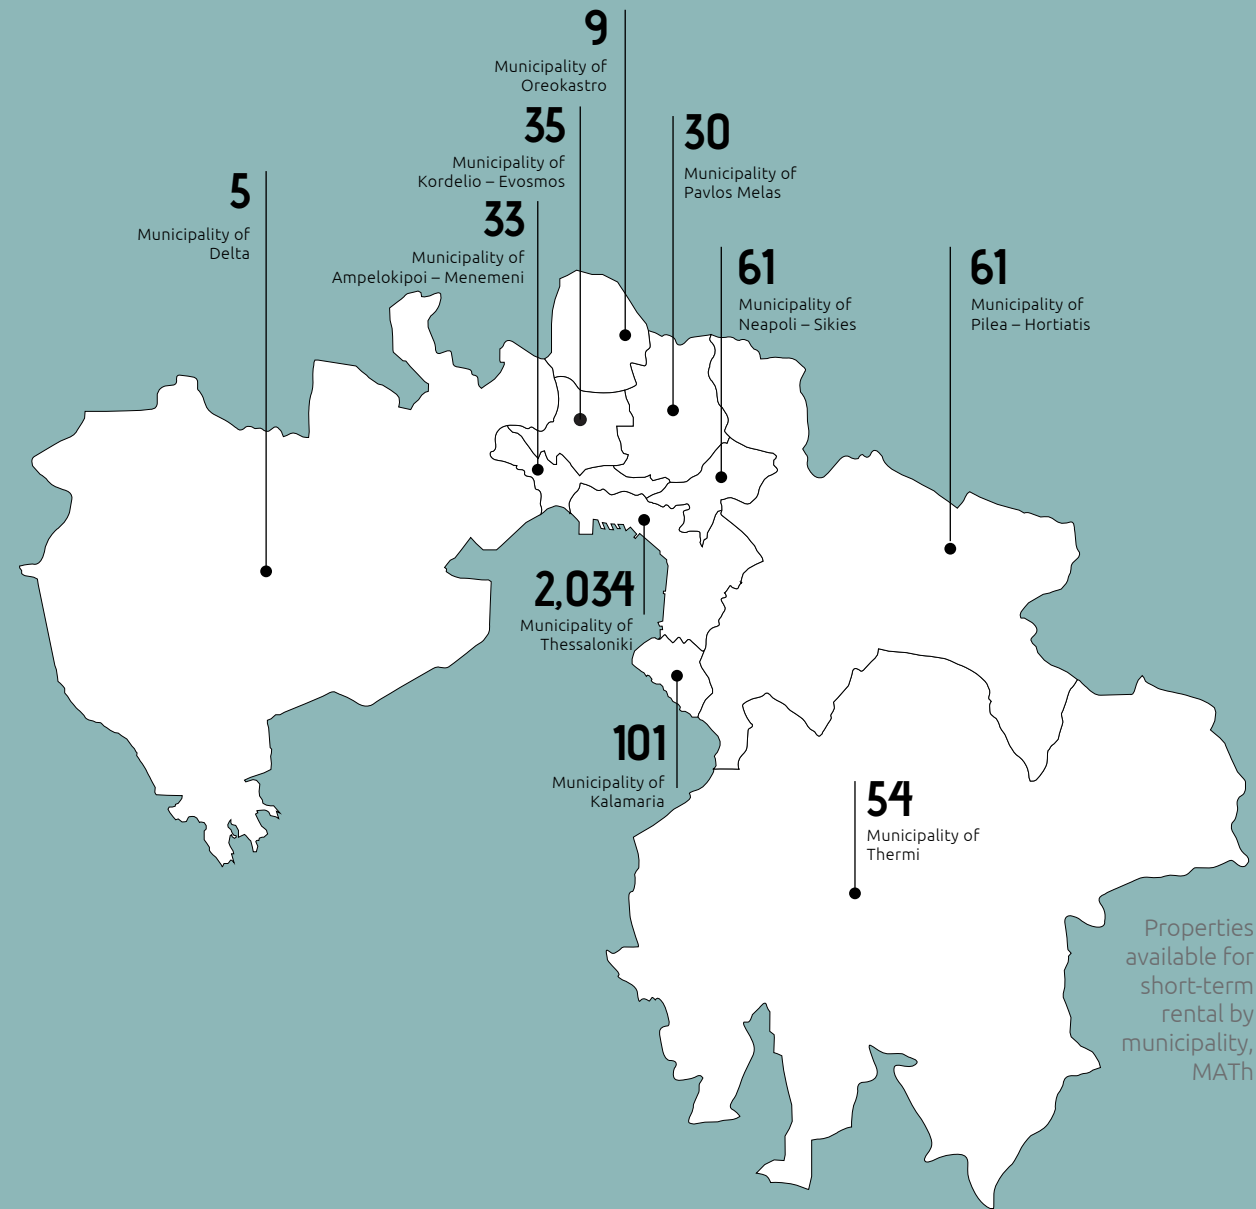 9
Municipality of
Oreokastro
35
Municipality of
Kordelio – Evosmos
30
Municipality of
Pavlos Melas
5
Municipality of
Delta
33
Municipality of
Ampelokipoi – Menemeni
61
Municipality of
Neapoli – Sikies
61
Municipality of
Pilea – Hortiatis
2,034
Municipality of
Thessaloniki
101
Municipality of
Kalamaria
54
Municipality of
Thermi
Properties
available for
short-term
rental by
municipality,
MATh